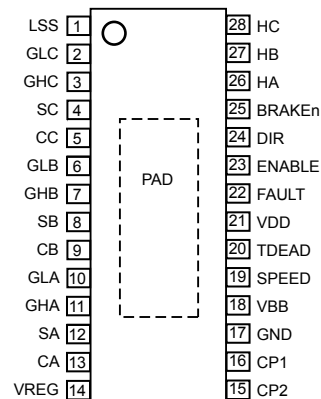 LSS 1
GLC 2
GHC 3
SC 4
CC 5
GLB 6
GHB 7
SB 8
CB 9
GLA 10
GHA 11
SA 12
CA 13
VREG 14
PAD
28 HC
27 HB
26 HA
25 BRAKEn
24 DIR
23 ENABLE
22 FAULT
21 VDD
20 TDEAD
19 SPEED
18 VBB
17 GND
16 CP1
15 CP2